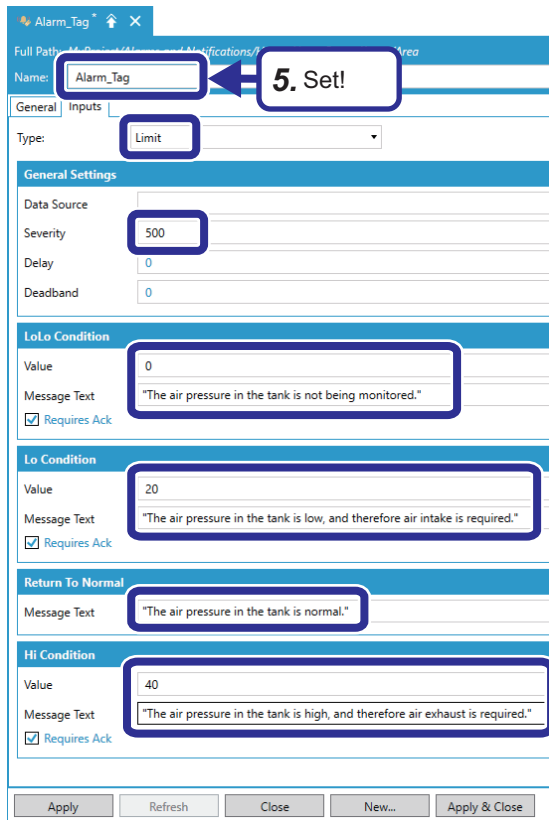 Alarm_Tag *
Full Path: MyProject/Alarms and Notifications/ /Area
Name: Alarm_Tag
5. Set!
General Inputs
Type: Limit
General Settings
Data Source
Severity 500
Delay 0
Deadband 0
LoLo Condition
Value 0
Message Text "The air pressure in the tank is not being monitored."
Requires Ack
Lo Condition
Value 20
Message Text "The air pressure in the tank is low, and therefore air intake is required."
Requires Ack
Return To Normal
Message Text "The air pressure in the tank is normal."
Hi Condition
Value 40
Message Text "The air pressure in the tank is high, and therefore air exhaust is required."
Requires Ack
Apply Refresh Close New... Apply & Close